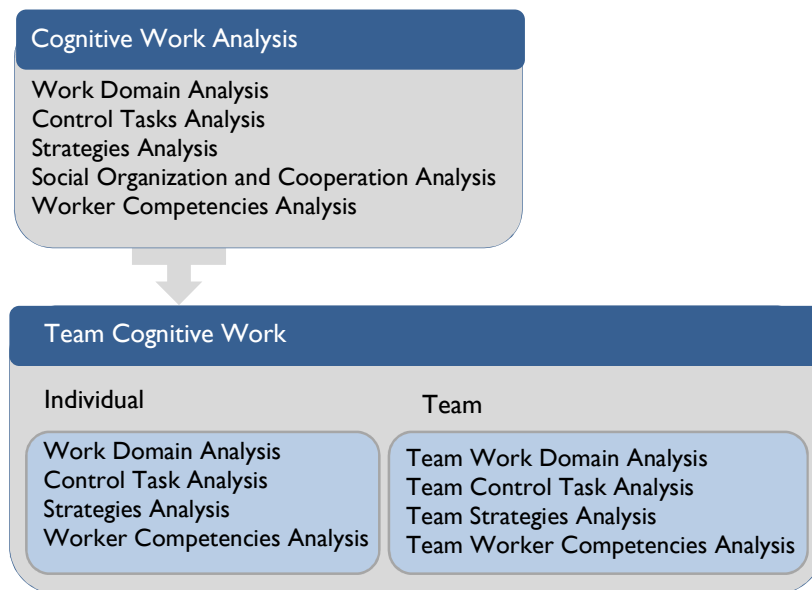 Cognitive Work Analysis
Work Domain Analysis
Control Tasks Analysis
Strategies Analysis
Social Organization and Cooperation Analysis
Worker Competencies Analysis
Team Cognitive Work
Individual
Work Domain Analysis
Control Task Analysis
Strategies Analysis
Worker Competencies Analysis
Team
Team Work Domain Analysis
Team Control Task Analysis
Team Strategies Analysis
Team Worker Competencies Analysis